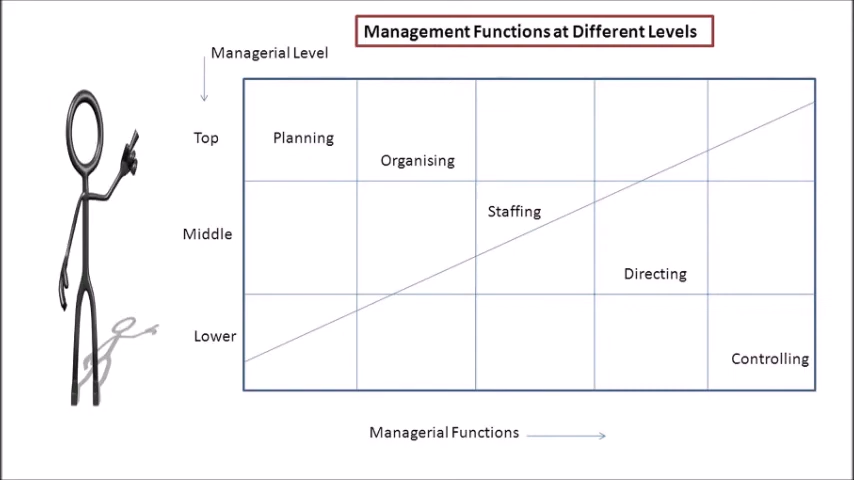 Management Functions at Different Levels
Managerial Level
Top
Planning
Organising
Middle
Staffing
Directing
Lower
Controlling
Managerial Functions